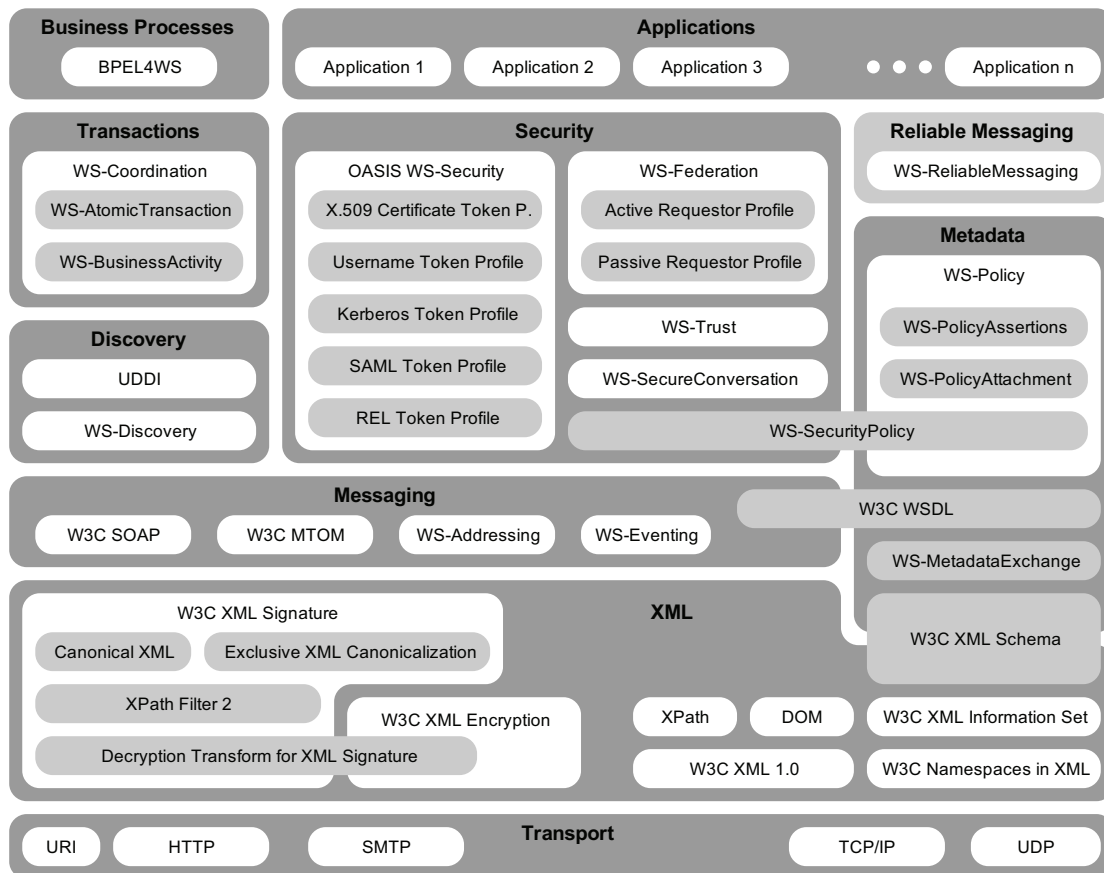 Business Processes
BPEL4WS
Applications
Application 1
Application 2
Application 3
Application n
Transactions
WS-Coordination
WS-AtomicTransaction
WS-BusinessActivity
Security
OASIS WS-Security
X.509 Certificate Token P.
Username Token Profile
Kerberos Token Profile
SAML Token Profile
REL Token Profile
WS-Federation
Active Requestor Profile
Passive Requestor Profile
WS-Trust
WS-SecureConversation
WS-SecurityPolicy
Reliable Messaging
WS-ReliableMessaging
Metadata
WS-Policy
WS-PolicyAssertions
WS-PolicyAttachment
Discovery
UDDI
WS-Discovery
Messaging
W3C SOAP
W3C MTOM
WS-Addressing
WS-Eventing
W3C WSDL
WS-MetadataExchange
W3C XML Schema
XML
W3C XML Signature
Canonical XML
Exclusive XML Canonicalization
XPath Filter 2
Decryption Transform for XML Signature
W3C XML Encryption
XPath
DOM
W3C XML Information Set
W3C XML 1.0
W3C Namespaces in XML
Transport
URI
HTTP
SMTP
TCP/IP
UDP